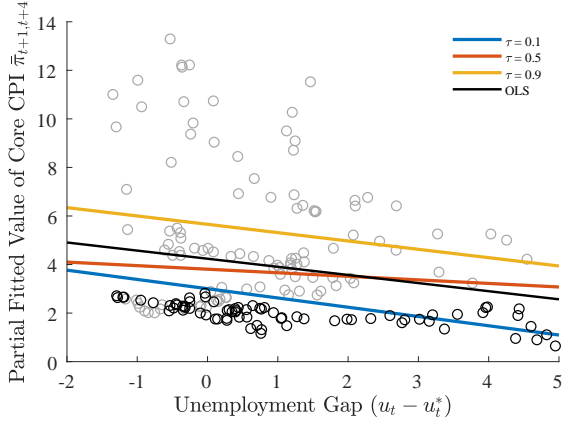 Partial Fitted Value of Core CPI π̄ₜ₊₁,ₜ₊₄
14
12
10
8
6
4
2
0
-2 -1 0 1 2 3 4 5
Unemployment Gap (uₜ − uₜ*)
τ = 0.1
τ = 0.5
τ = 0.9
OLS